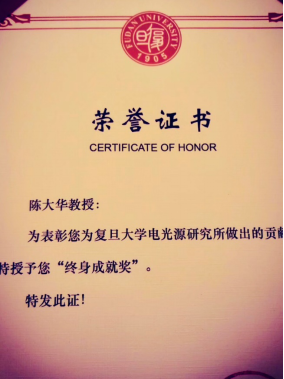 FUDAN UNIVERSITY
1905
荣誉证书
CERTIFICATE OF HONOR
陈大华教授:
为表彰您为复旦大学电光源研究所做出的贡献
特授予您“终身成就奖”。
特发此证!